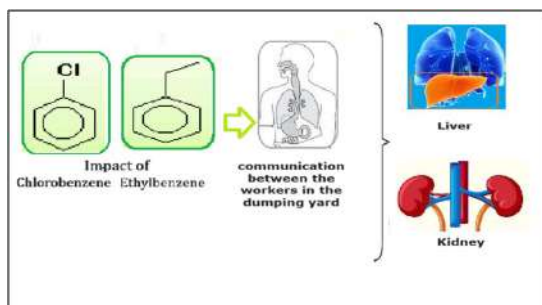 Cl
Impact of
Chlorobenzene Ethylbenzene
communication
between the
workers in the
dumping yard
Liver
Kidney